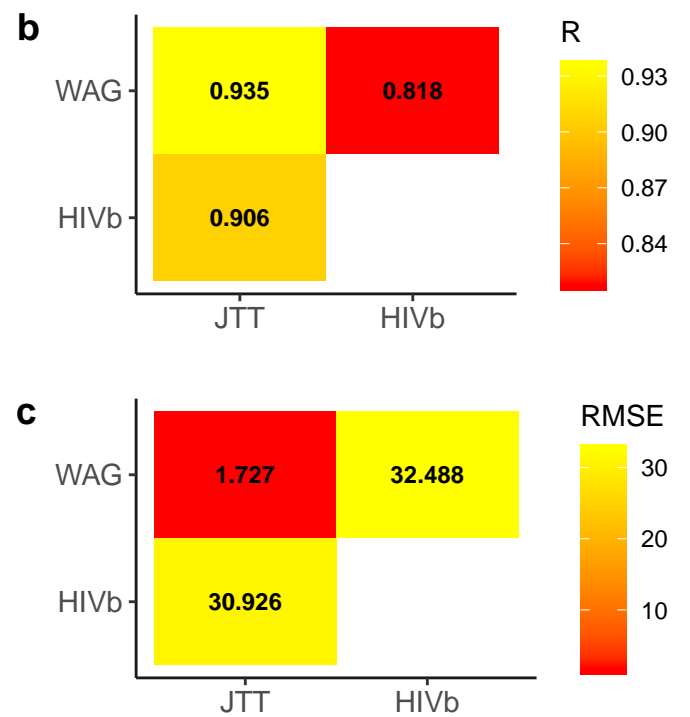 b
R
WAG
0.935
0.818
0.93
0.90
0.87
0.84
HIVb
0.906
JTT
HIVb
c
RMSE
WAG
1.727
32.488
30
20
10
HIVb
30.926
JTT
HIVb